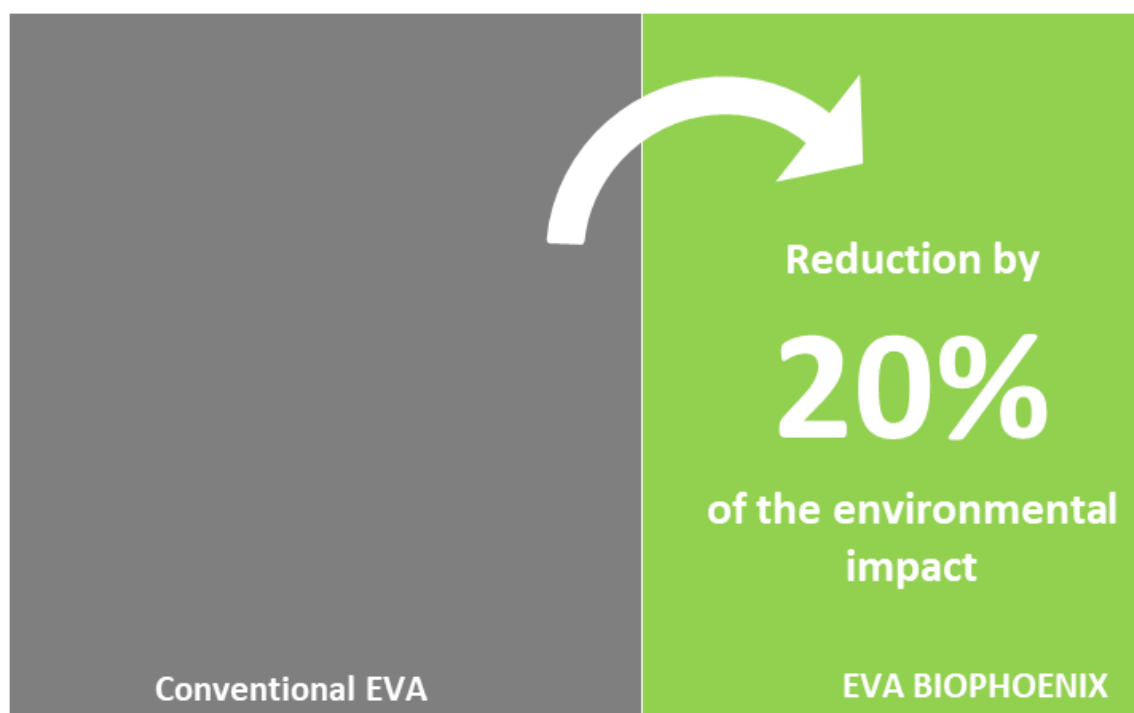 Reduction by
20%
of the environmental
impact
Conventional EVA
EVA BIOPHOENIX